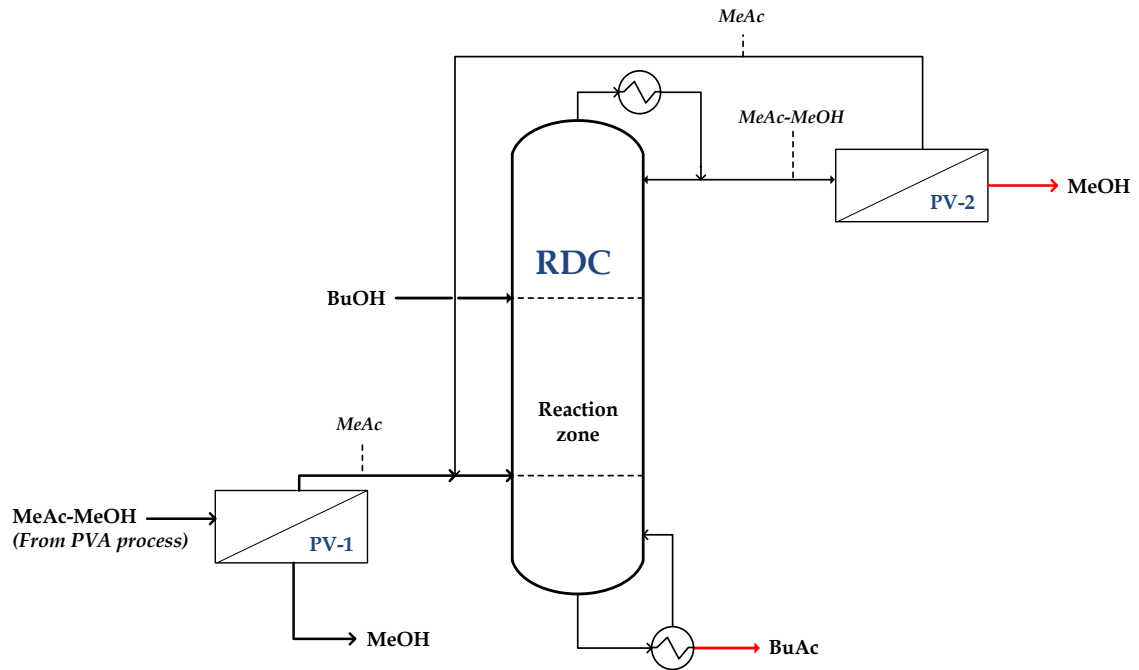 MeAc
MeAc-MeOH
PV-2
MeOH
RDC
BuOH
Reaction
zone
MeAc
MeAc-MeOH
(From PVA process)
PV-1
MeOH
BuAc